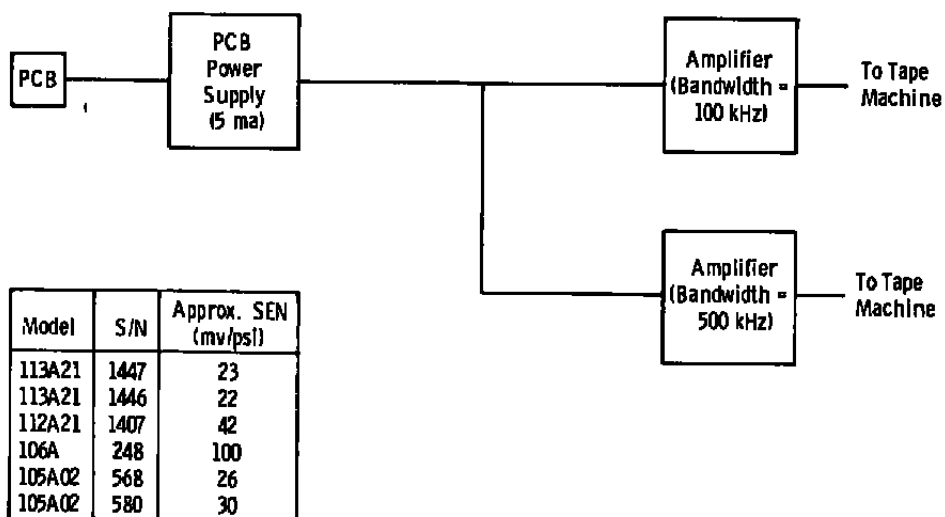 PCB
PCB
Power
Supply
(5 ma)
Amplifier
(Bandwidth =
100 kHz)
To Tape
Machine
Amplifier
(Bandwidth =
500 kHz)
To Tape
Machine
Model S/N Approx. SEN
(mv/psi)
113A21 1447 23
113A21 1446 22
112A21 1407 42
106A 248 100
105A02 568 26
105A02 580 30